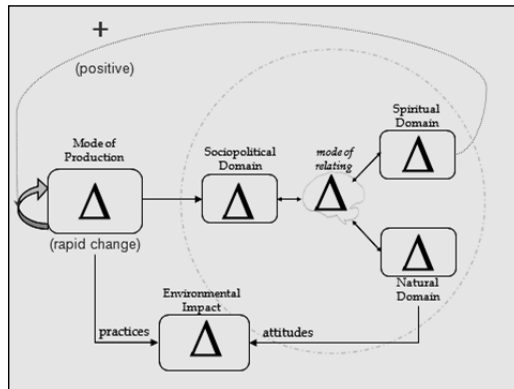 +
(positive)
Spiritual
Domain
Δ
Mode of
Production
Δ
(rapid change)
Sociopolitical
Domain
Δ
mode of
relating
Δ
Δ
Natural
Domain
Environmental
Impact
Δ
practices
attitudes